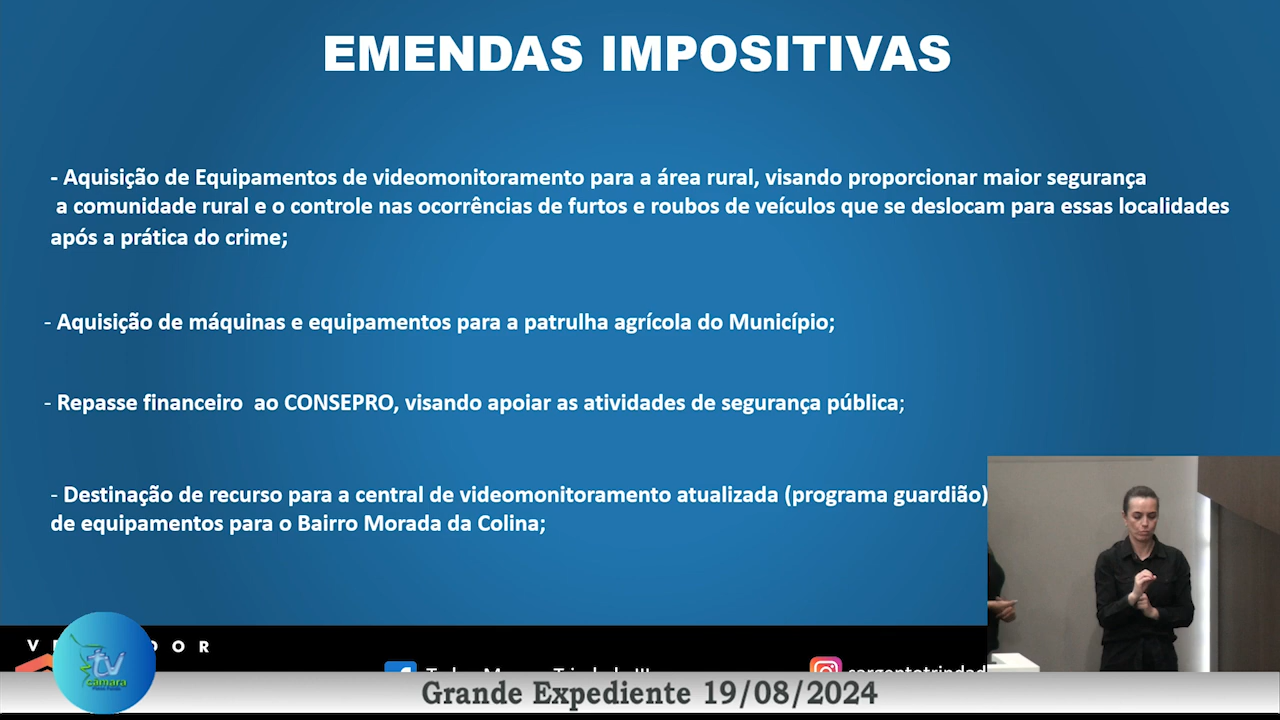 EMENDAS IMPOSITIVAS
- Aquisição de Equipamentos de videomonitoramento para a área rural, visando proporcionar maior segurança
a comunidade rural e o controle nas ocorrências de furtos e roubos de veículos que se deslocam para essas localidades
após a prática do crime;
- Aquisição de máquinas e equipamentos para a patrulha agrícola do Município;
- Repasse financeiro  ao CONSEPRO, visando apoiar as atividades de segurança pública;
- Destinação de recurso para a central de videomonitoramento atualizada (programa guardião)
de equipamentos para o Bairro Morada da Colina;
tv
câmara
Grande Expediente 19/08/2024